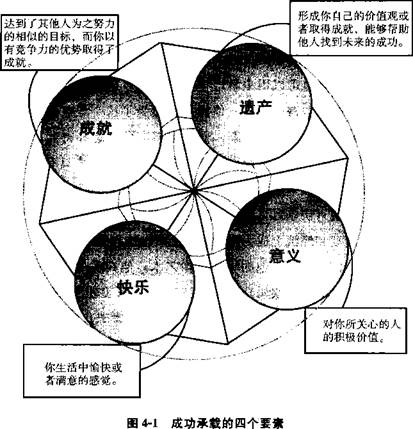 达到了其他人为之努力
的相似的目标，而你以
有竞争力的优势取得了
成就。
形成你自己的价值观或
者取得成就，能够帮助
他人找到未来的成功。
成就
遗产
快乐
意义
你生活中愉快或
者满意的感觉。
对你所关心的人
的积极价值。
图4-1 成功承载的四个要素